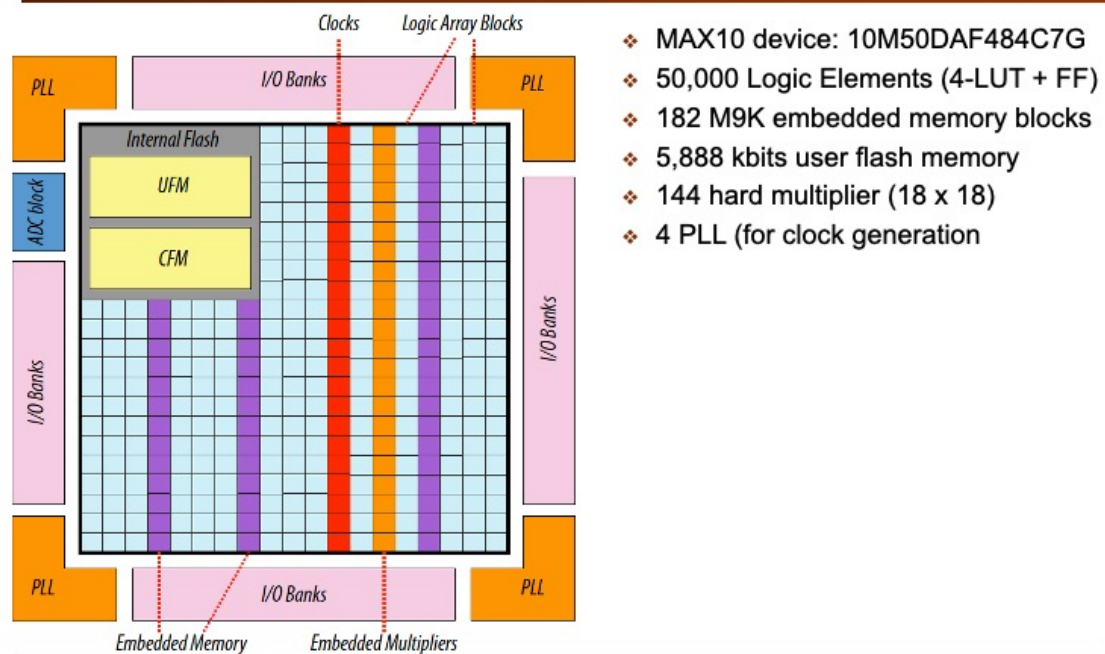 Clocks
Logic Array Blocks
PLL
I/O Banks
PLL
Internal Flash
UFM
CFM
ADC block
I/O Banks
I/O Banks
PLL
I/O Banks
PLL
Embedded Memory
Embedded Multipliers
❖ MAX10 device: 10M50DAF484C7G
❖ 50,000 Logic Elements (4-LUT + FF)
❖ 182 M9K embedded memory blocks
❖ 5,888 kbits user flash memory
❖ 144 hard multiplier (18 x 18)
❖ 4 PLL (for clock generation